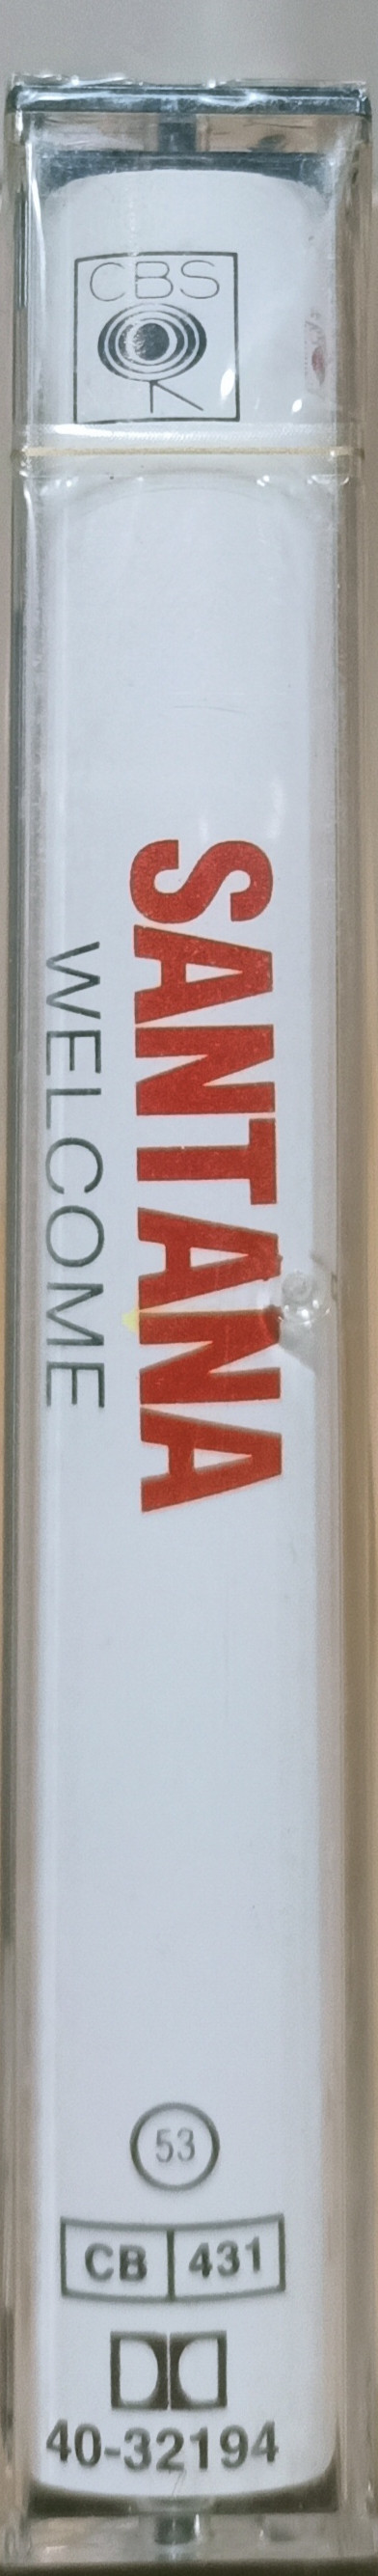 CBS
SANTANA
WELCOME
53
CB 431
40-32194